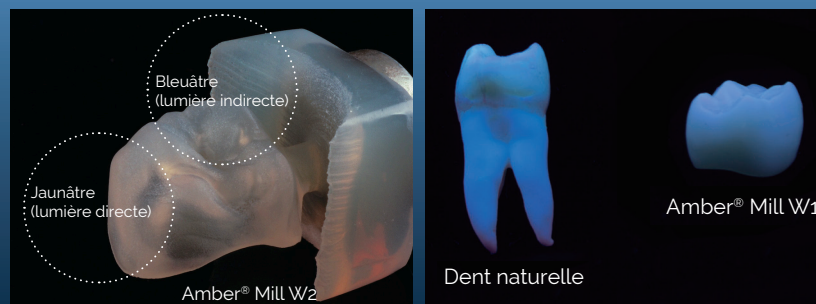 Bleuâtre
(lumière indirecte)
Jaunâtre
(lumière directe)
Amber® Mill W2
Dent naturelle
Amber® Mill W1